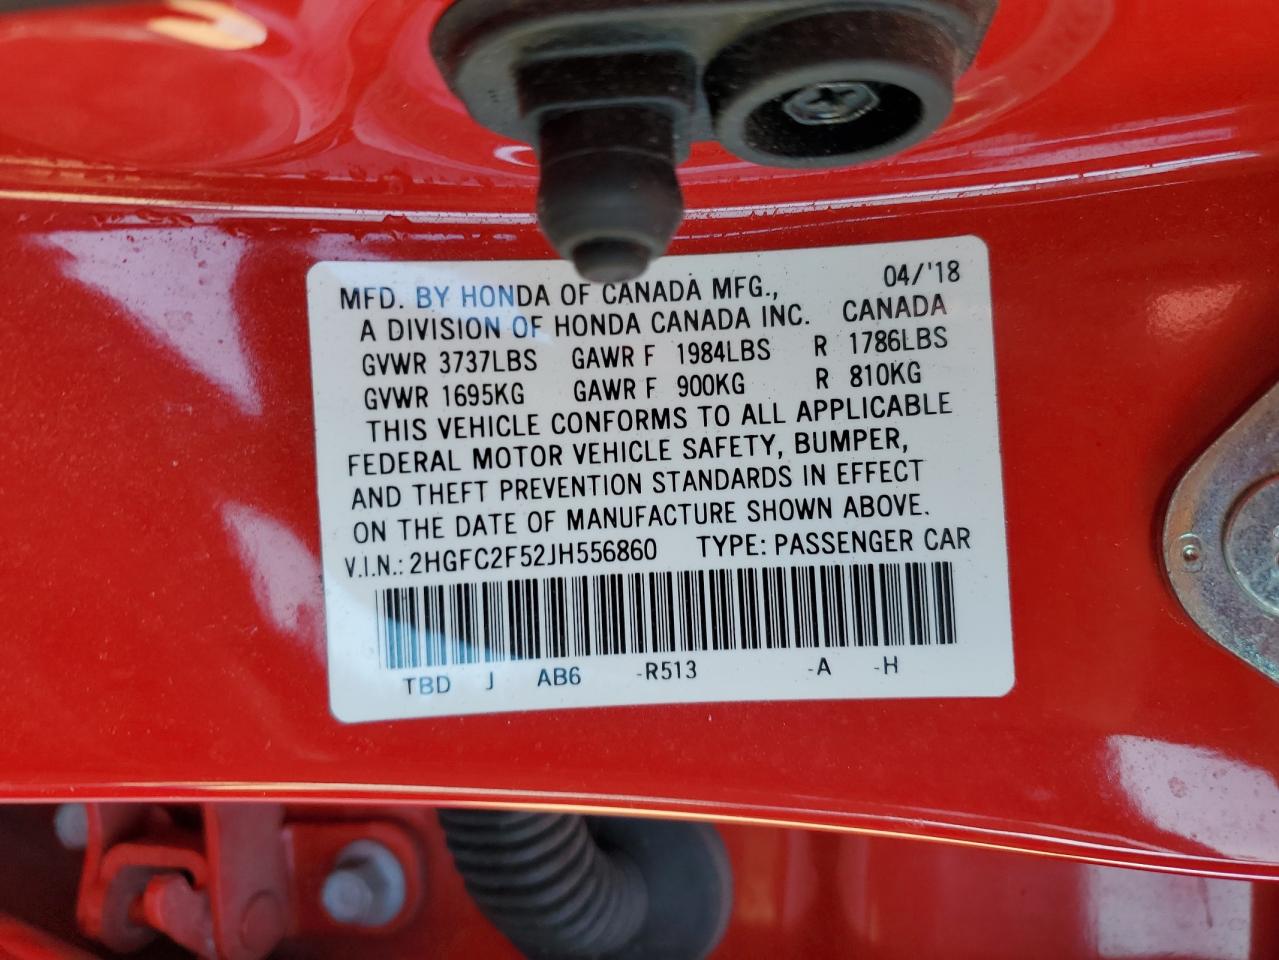 MFD. BY HONDA OF CANADA MFG., 04/'18
A DIVISION OF HONDA CANADA INC. CANADA
GVWR 3737LBS GAWR F 1984LBS R 1786LBS
GVWR 1695KG GAWR F 900KG R 810KG
THIS VEHICLE CONFORMS TO ALL APPLICABLE
FEDERAL MOTOR VEHICLE SAFETY, BUMPER,
AND THEFT PREVENTION STANDARDS IN EFFECT
ON THE DATE OF MANUFACTURE SHOWN ABOVE.
V.I.N.: 2HGFC2F52JH556860 TYPE: PASSENGER CAR
TBD J AB6 -R513 -A -H